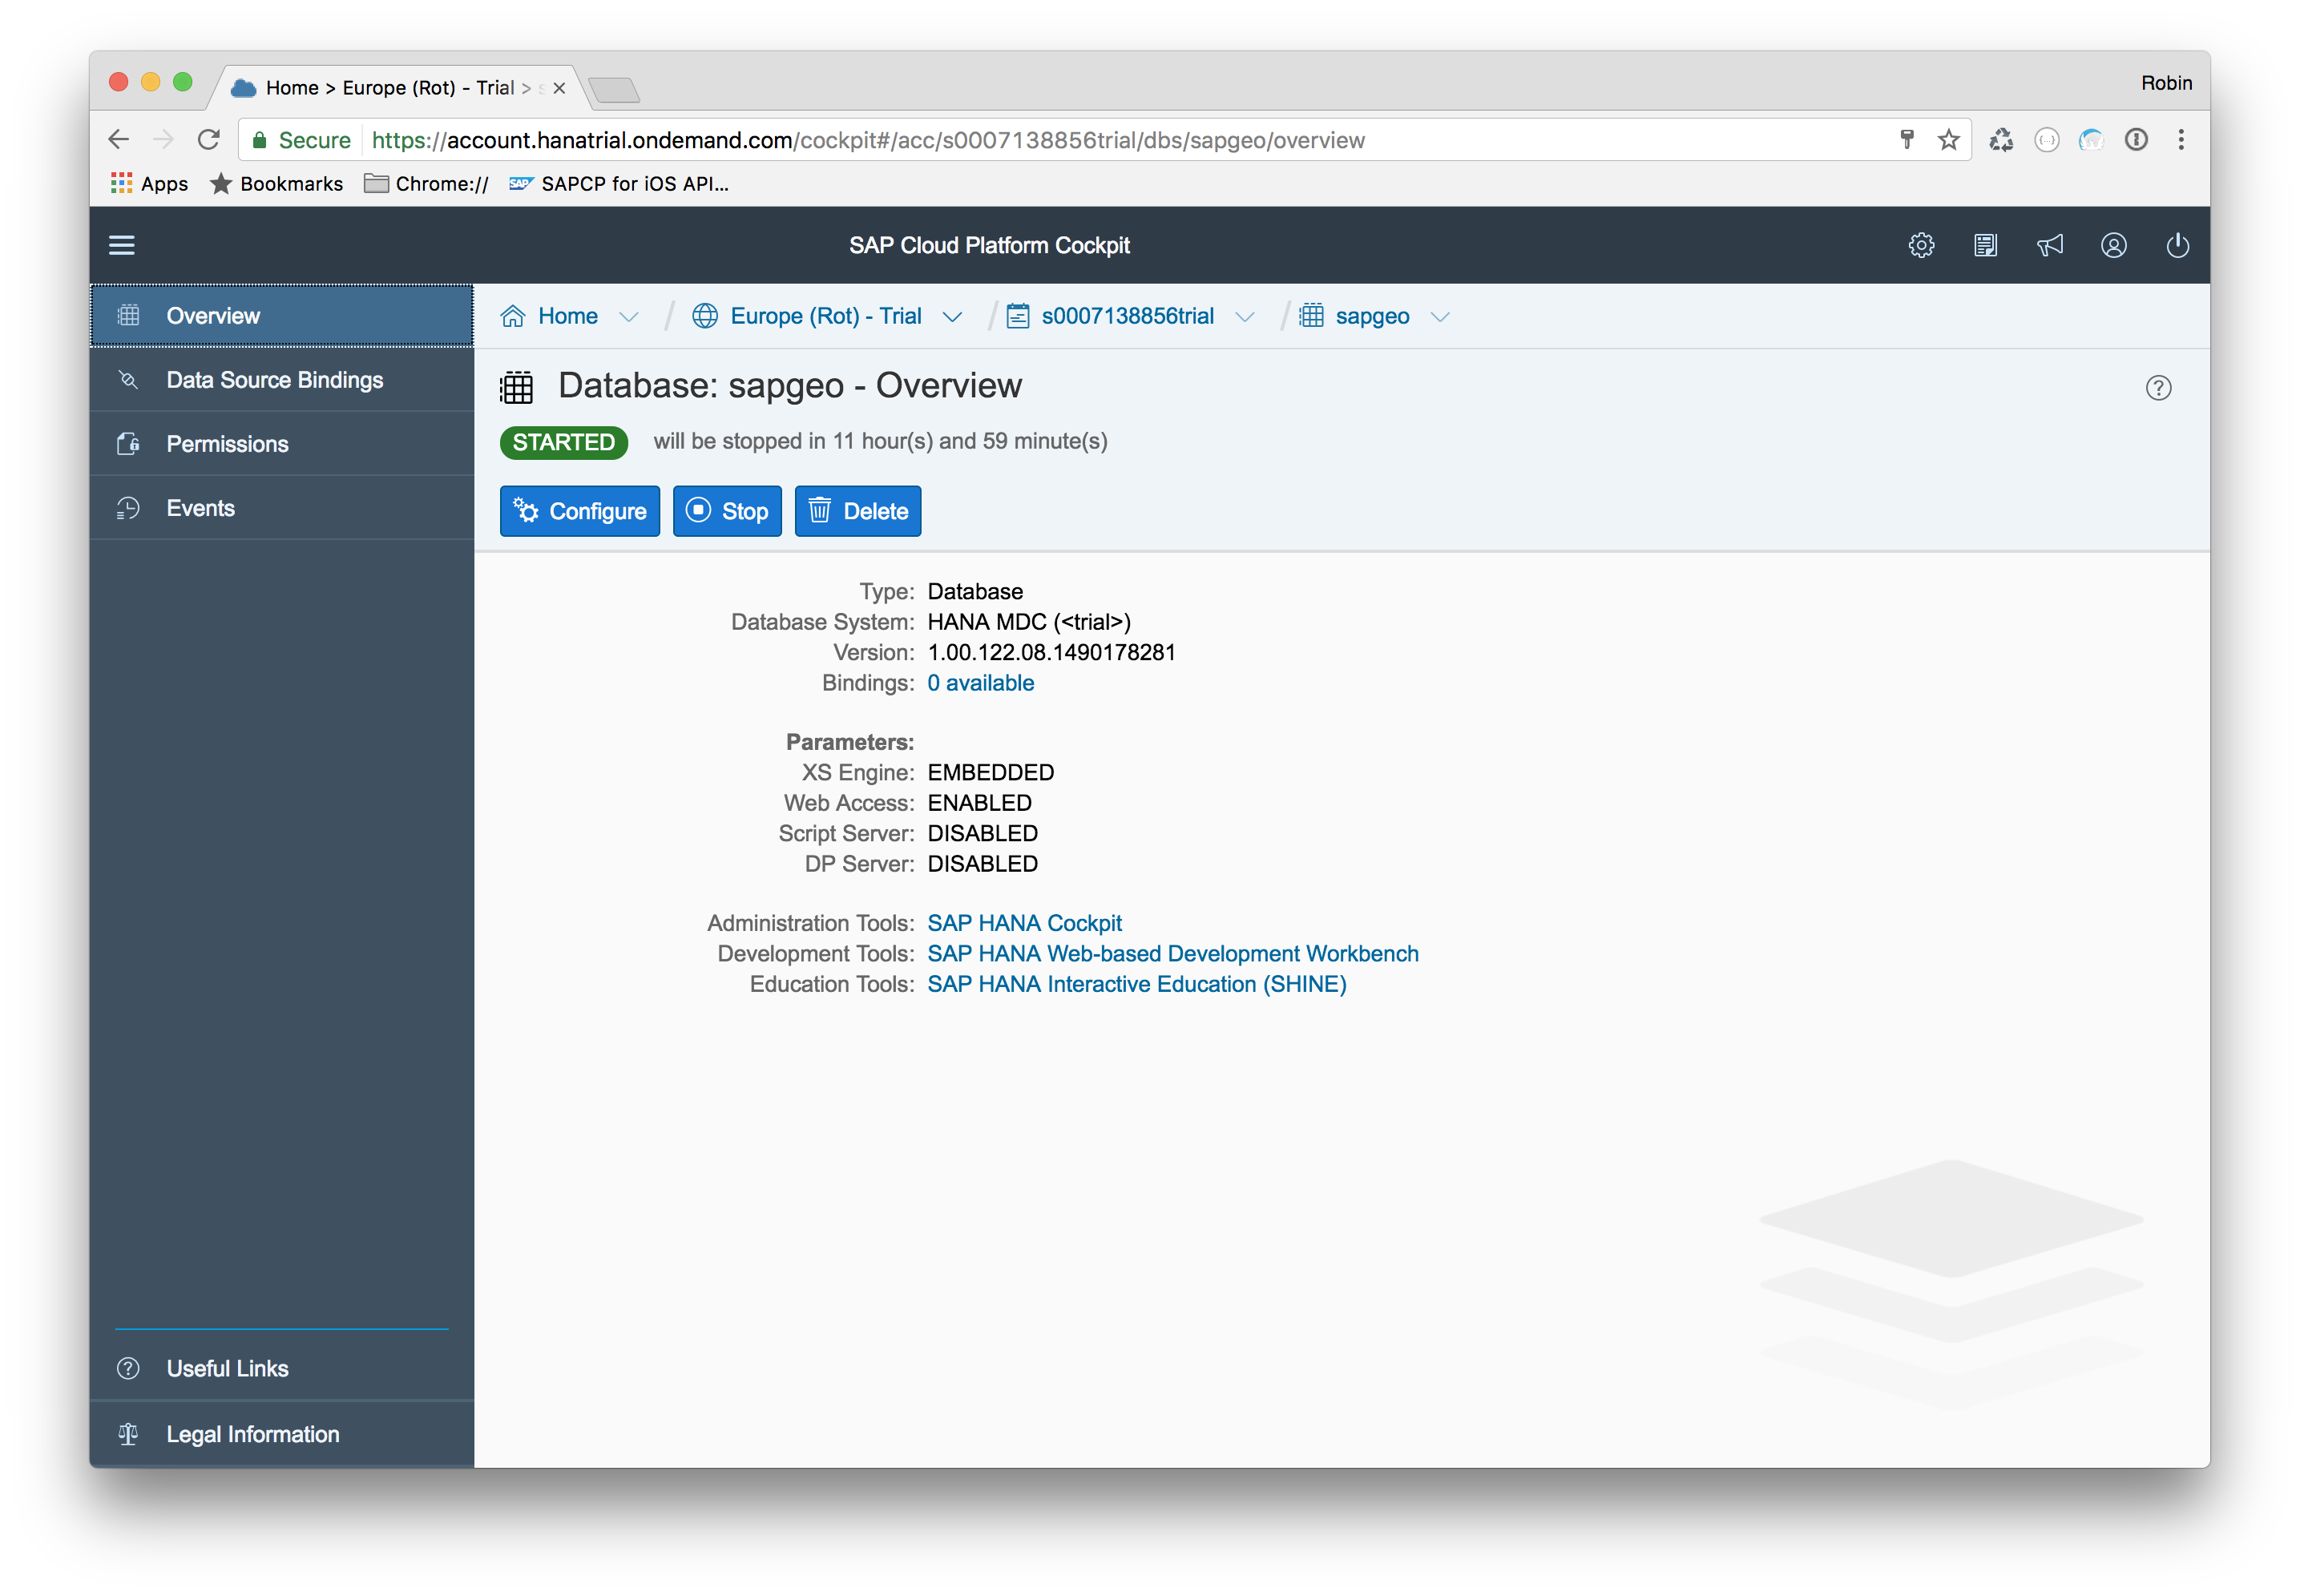 Home > Europe (Rot) - Trial >
Robin
Secure https://account.hanatrial.ondemand.com/cockpit#/acc/s0007138856trial/dbs/sapgeo/overview
Apps Bookmarks Chrome:// SAP SAPCP for iOS API...
SAP Cloud Platform Cockpit
Overview
Data Source Bindings
Permissions
Events
Useful Links
Legal Information
Home / Europe (Rot) - Trial / s0007138856trial / sapgeo
Database: sapgeo - Overview
STARTED will be stopped in 11 hour(s) and 59 minute(s)
Configure Stop Delete
Type: Database
Database System: HANA MDC (<trial>)
Version: 1.00.122.08.1490178281
Bindings: 0 available
Parameters:
XS Engine: EMBEDDED
Web Access: ENABLED
Script Server: DISABLED
DP Server: DISABLED
Administration Tools: SAP HANA Cockpit
Development Tools: SAP HANA Web-based Development Workbench
Education Tools: SAP HANA Interactive Education (SHINE)